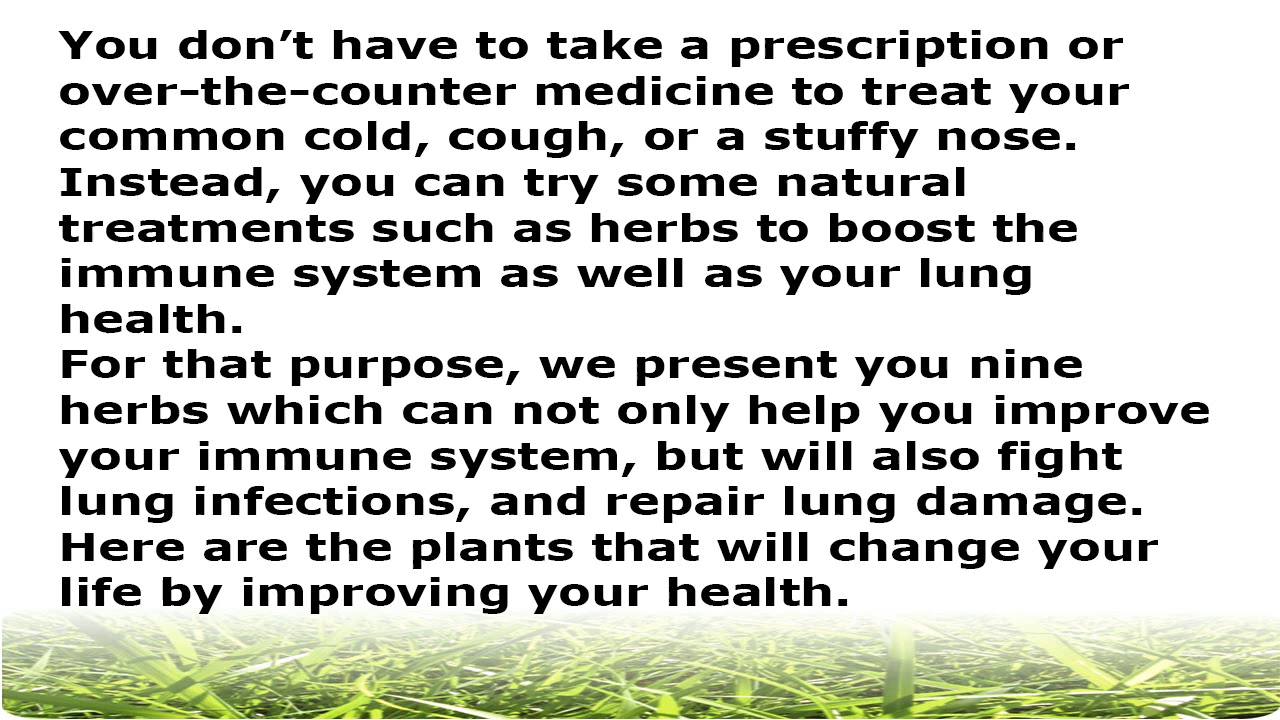 You don’t have to take a prescription or
over-the-counter medicine to treat your
common cold, cough, or a stuffy nose.
Instead, you can try some natural
treatments such as herbs to boost the
immune system as well as your lung
health.
For that purpose, we present you nine
herbs which can not only help you improve
your immune system, but will also fight
lung infections, and repair lung damage.
Here are the plants that will change your
life by improving your health.